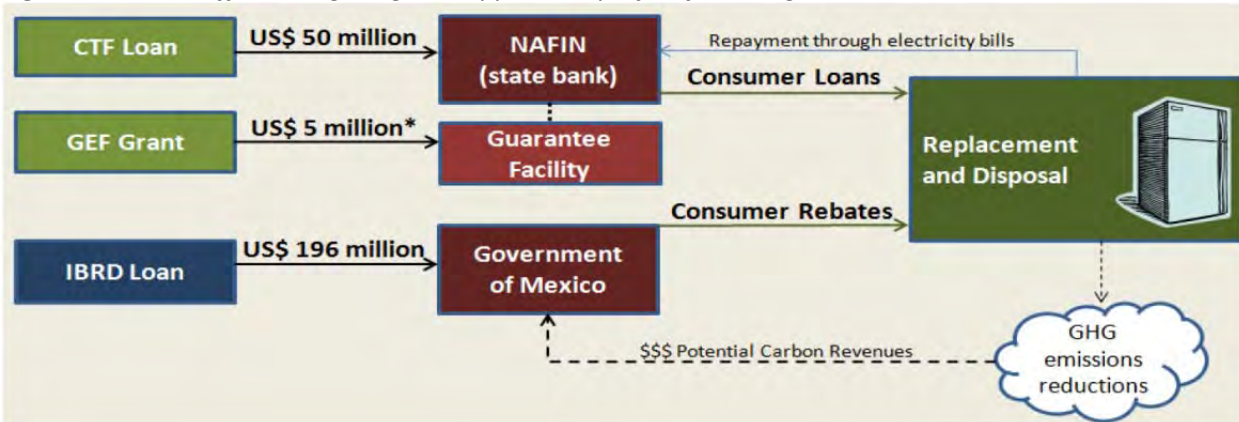 CTF Loan
US$ 50 million
NAFIN
(state bank)
Repayment through electricity bills
Consumer Loans
GEF Grant
US$ 5 million*
Guarantee
Facility
Replacement
and Disposal
Consumer Rebates
IBRD Loan
US$ 196 million
Government
of Mexico
$$$ Potential Carbon Revenues
GHG
emissions
reductions